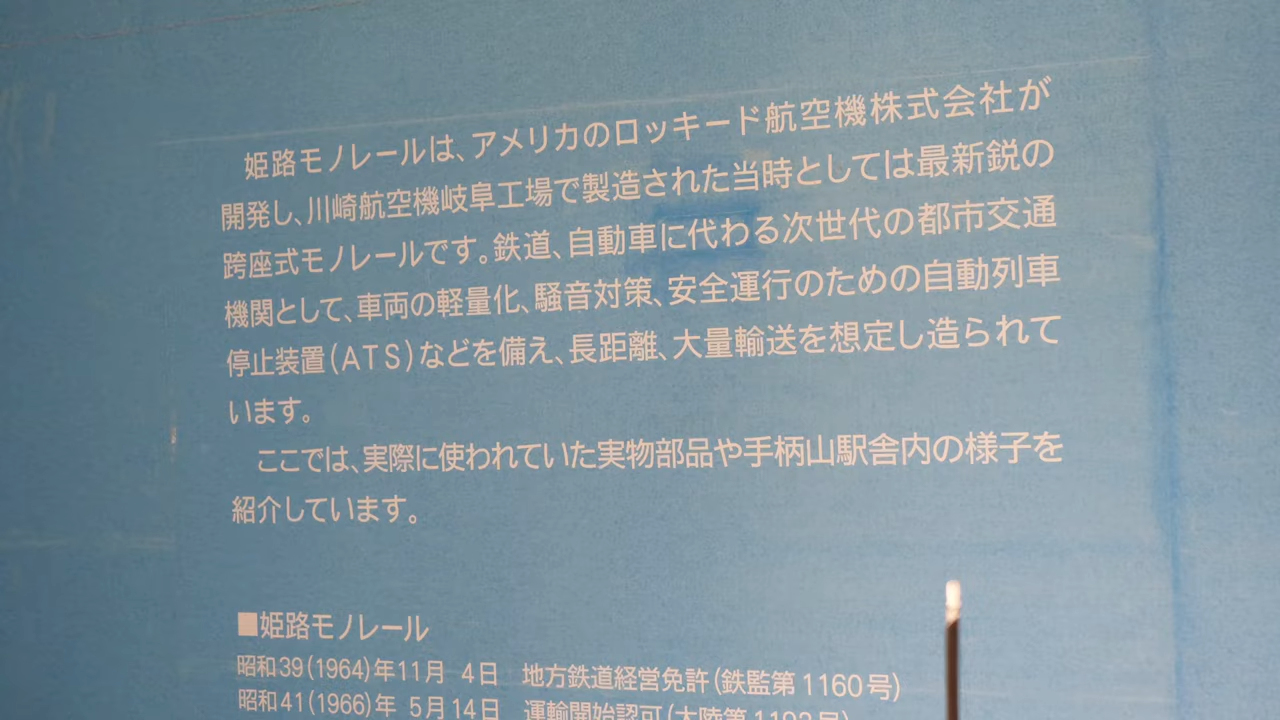 姫路モノレールは、アメリカのロッキード航空機株式会社が
開発し、川崎航空機岐阜工場で製造された当時としては最新鋭の
跨座式モノレールです。鉄道、自動車に代わる次世代の都市交通
機関として、車両の軽量化、騒音対策、安全運行のための自動列車
停止装置(ATS)などを備え、長距離、大量輸送を想定し造られて
います。
ここでは、実際に使われていた実物部品や手柄山駅舎内の様子を
紹介しています。
■姫路モノレール
昭和39(1964)年11月 4日 地方鉄道経営免許(鉄監第1160号)
昭和41(1966)年 5月14日 運輸開始認可